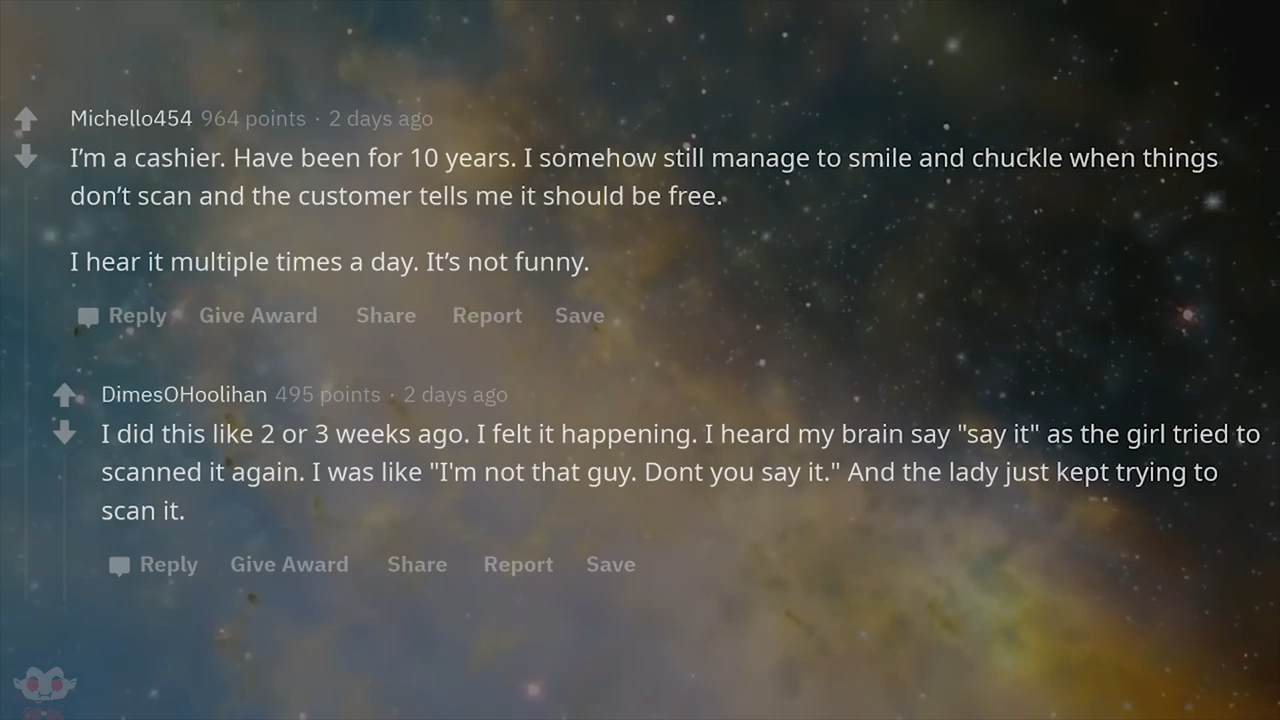 Michello454 964 points · 2 days ago
I’m a cashier. Have been for 10 years. I somehow still manage to smile and chuckle when things
don’t scan and the customer tells me it should be free.
I hear it multiple times a day. It’s not funny.
Reply Give Award Share Report Save
DimesOHoolihan 495 points · 2 days ago
I did this like 2 or 3 weeks ago. I felt it happening. I heard my brain say "say it" as the girl tried to
scanned it again. I was like "I'm not that guy. Dont you say it." And the lady just kept trying to
scan it.
Reply Give Award Share Report Save